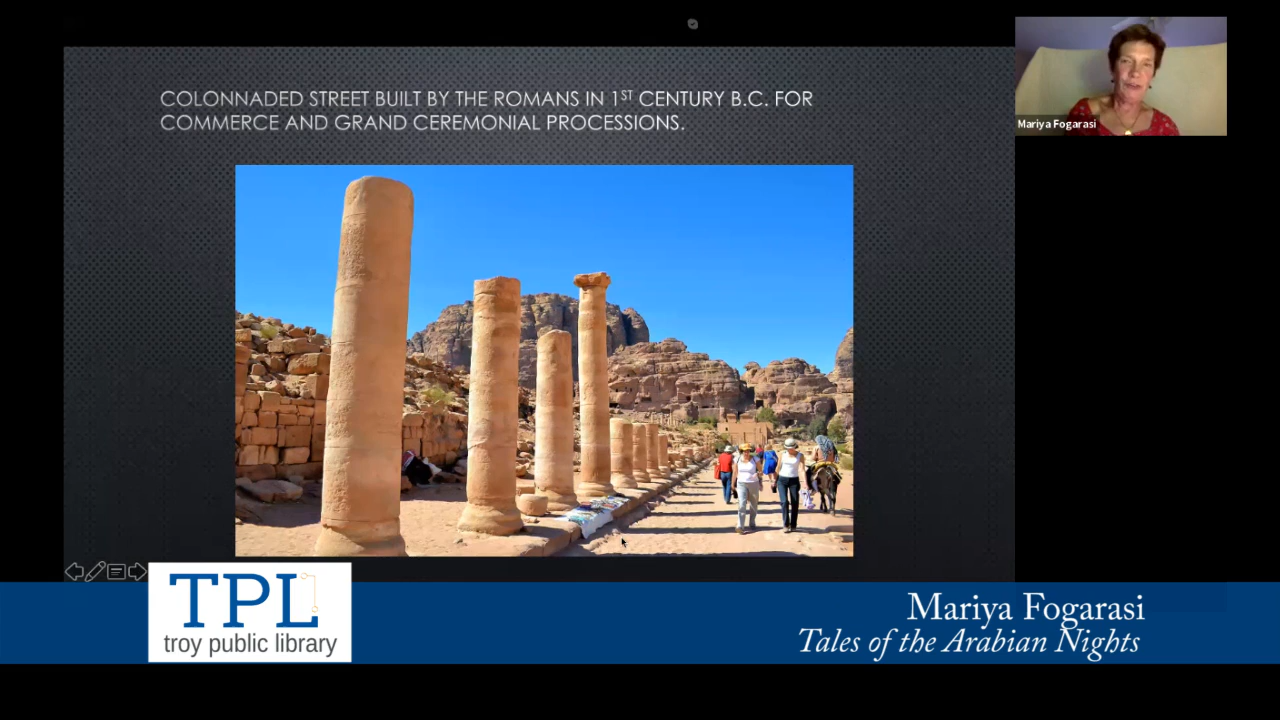 COLONNADED STREET BUILT BY THE ROMANS IN 1ST CENTURY B.C. FOR
COMMERCE AND GRAND CEREMONIAL PROCESSIONS.
Mariya Fogarasi
TPL
troy public library
Mariya Fogarasi
Tales of the Arabian Nights